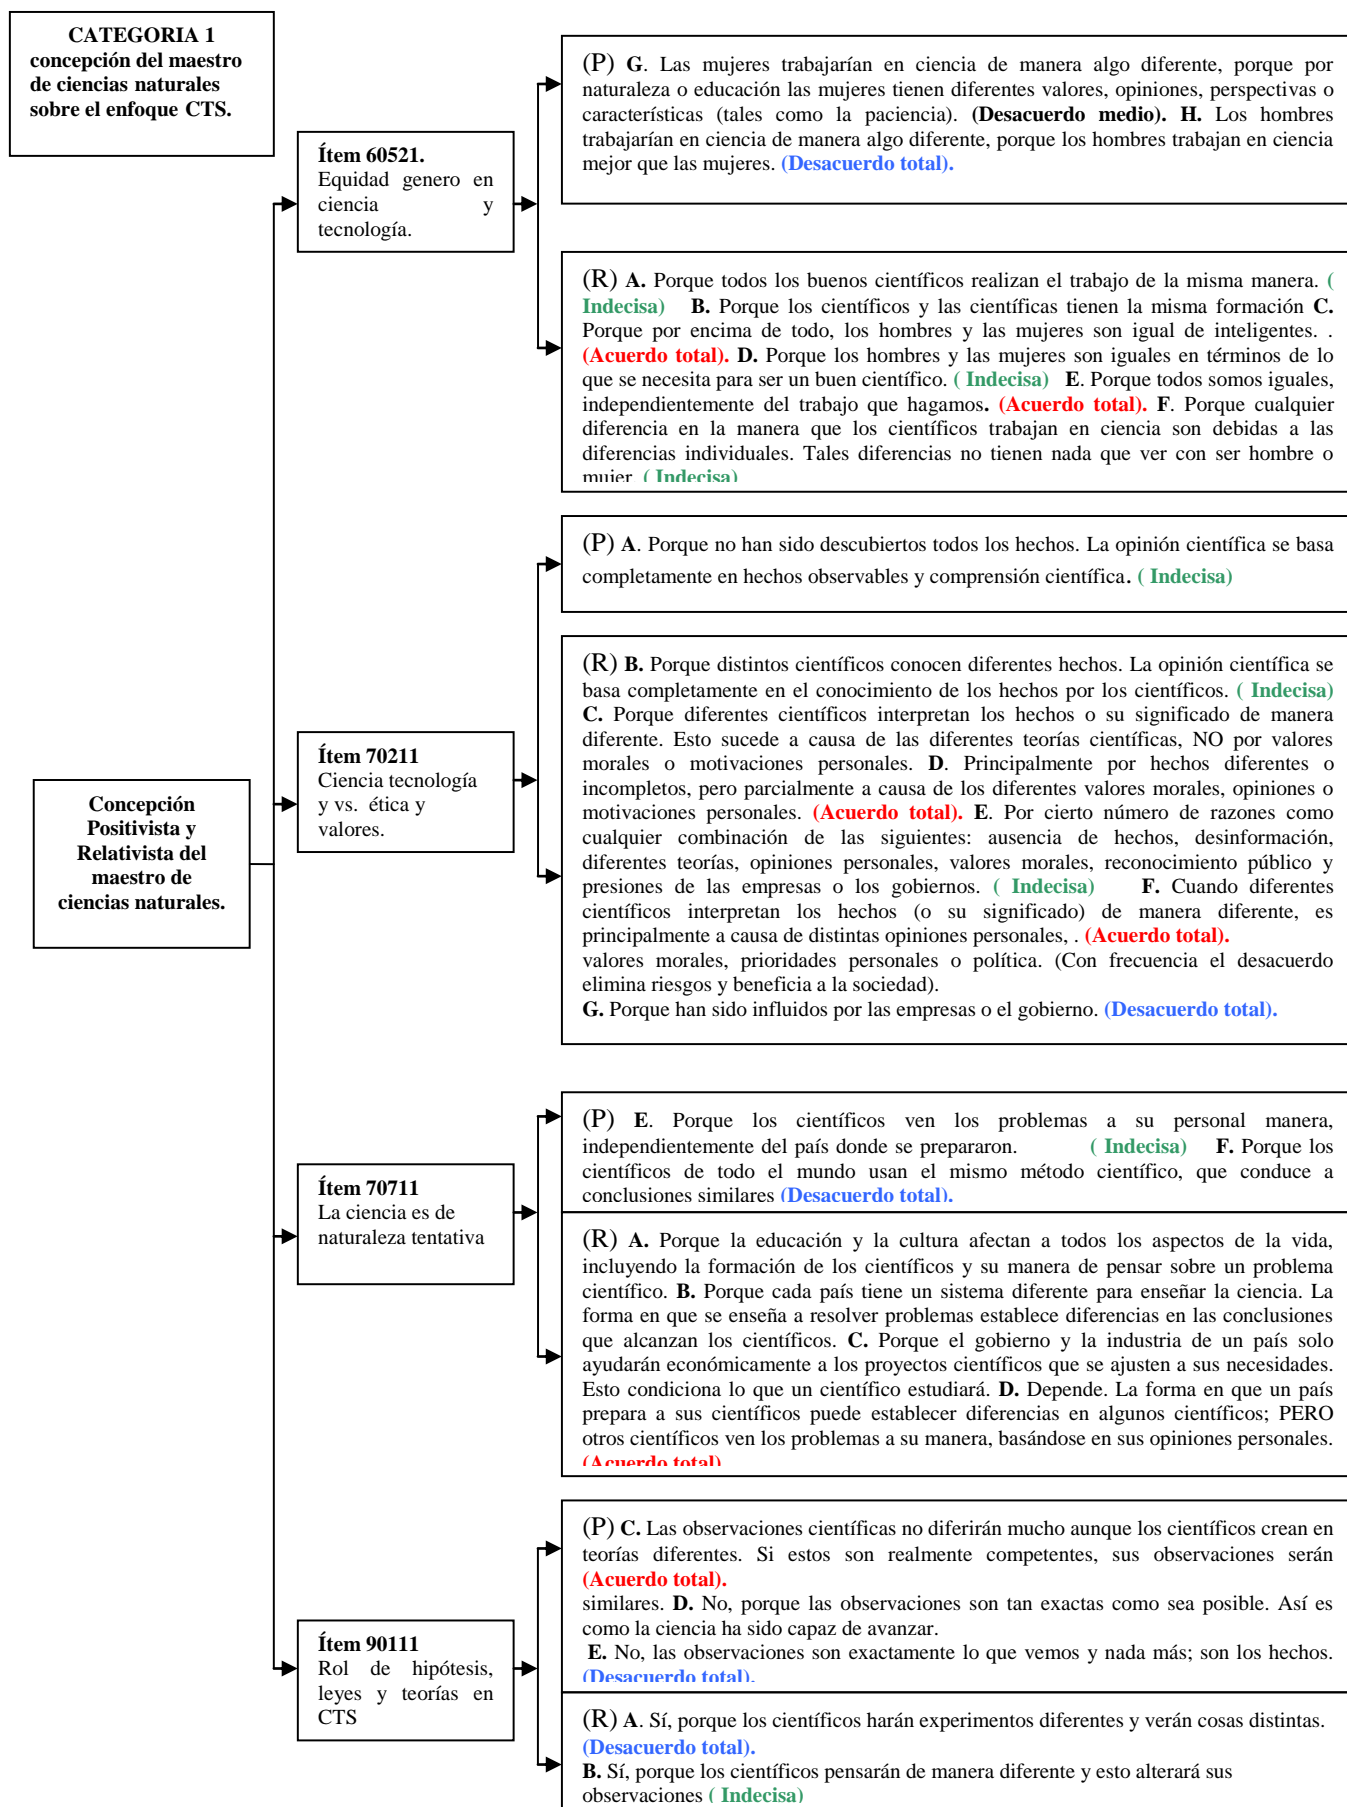 CATEGORIA 1
concepción del maestro
de ciencias naturales
sobre el enfoque CTS.
(P) G. Las mujeres trabajarían en ciencia de manera algo diferente, porque por
naturaleza o educación las mujeres tienen diferentes valores, opiniones, perspectivas o
características (tales como la paciencia). (Desacuerdo medio). H. Los hombres
trabajarían en ciencia de manera algo diferente, porque los hombres trabajan en ciencia
mejor que las mujeres. (Desacuerdo total).
Ítem 60521.
Equidad genero en
ciencia y
tecnología.
(R) A. Porque todos los buenos científicos realizan el trabajo de la misma manera. (
Indecisa) B. Porque los científicos y las científicas tienen la misma formación C.
Porque por encima de todo, los hombres y las mujeres son igual de inteligentes. .
(Acuerdo total). D. Porque los hombres y las mujeres son iguales en términos de lo
que se necesita para ser un buen científico. ( Indecisa) E. Porque todos somos iguales,
independientemente del trabajo que hagamos. (Acuerdo total). F. Porque cualquier
diferencia en la manera que los científicos trabajan en ciencia son debidas a las
diferencias individuales. Tales diferencias no tienen nada que ver con ser hombre o
mujer. ( Indecisa)
(P) A. Porque no han sido descubiertos todos los hechos. La opinión científica se basa
completamente en hechos observables y comprensión científica. ( Indecisa)
(R) B. Porque distintos científicos conocen diferentes hechos. La opinión científica se
basa completamente en el conocimiento de los hechos por los científicos. ( Indecisa)
C. Porque diferentes científicos interpretan los hechos o su significado de manera
diferente. Esto sucede a causa de las diferentes teorías científicas, NO por valores
morales o motivaciones personales. D. Principalmente por hechos diferentes o
incompletos, pero parcialmente a causa de los diferentes valores morales, opiniones o
motivaciones personales. (Acuerdo total). E. Por cierto número de razones como
cualquier combinación de las siguientes: ausencia de hechos, desinformación,
diferentes teorías, opiniones personales, valores morales, reconocimiento público y
presiones de las empresas o los gobiernos. ( Indecisa) F. Cuando diferentes
científicos interpretan los hechos (o su significado) de manera diferente, es
principalmente a causa de distintas opiniones personales, . (Acuerdo total).
valores morales, prioridades personales o política. (Con frecuencia el desacuerdo
elimina riesgos y beneficia a la sociedad).
G. Porque han sido influidos por las empresas o el gobierno. (Desacuerdo total).
Ítem 70211
Ciencia tecnología
y vs. ética y
valores.
Concepción
Positivista y
Relativista del
maestro de
ciencias naturales.
(P) E. Porque los científicos ven los problemas a su personal manera,
independientemente del país donde se prepararon. ( Indecisa) F. Porque los
científicos de todo el mundo usan el mismo método científico, que conduce a
conclusiones similares (Desacuerdo total).
Ítem 70711
La ciencia es de
naturaleza tentativa
(R) A. Porque la educación y la cultura afectan a todos los aspectos de la vida,
incluyendo la formación de los científicos y su manera de pensar sobre un problema
científico. B. Porque cada país tiene un sistema diferente para enseñar la ciencia. La
forma en que se enseña a resolver problemas establece diferencias en las conclusiones
que alcanzan los científicos. C. Porque el gobierno y la industria de un país solo
ayudarán económicamente a los proyectos científicos que se ajusten a sus necesidades.
Esto condiciona lo que un científico estudiará. D. Depende. La forma en que un país
prepara a sus científicos puede establecer diferencias en algunos científicos; PERO
otros científicos ven los problemas a su manera, basándose en sus opiniones personales.
(Acuerdo total)
(P) C. Las observaciones científicas no diferirán mucho aunque los científicos crean en
teorías diferentes. Si estos son realmente competentes, sus observaciones serán
(Acuerdo total).
similares. D. No, porque las observaciones son tan exactas como sea posible. Así es
como la ciencia ha sido capaz de avanzar.
E. No, las observaciones son exactamente lo que vemos y nada más; son los hechos.
(Desacuerdo total).
Ítem 90111
Rol de hipótesis,
leyes y teorías en
CTS
(R) A. Sí, porque los científicos harán experimentos diferentes y verán cosas distintas.
(Desacuerdo total).
B. Sí, porque los científicos pensarán de manera diferente y esto alterará sus
observaciones ( Indecisa)